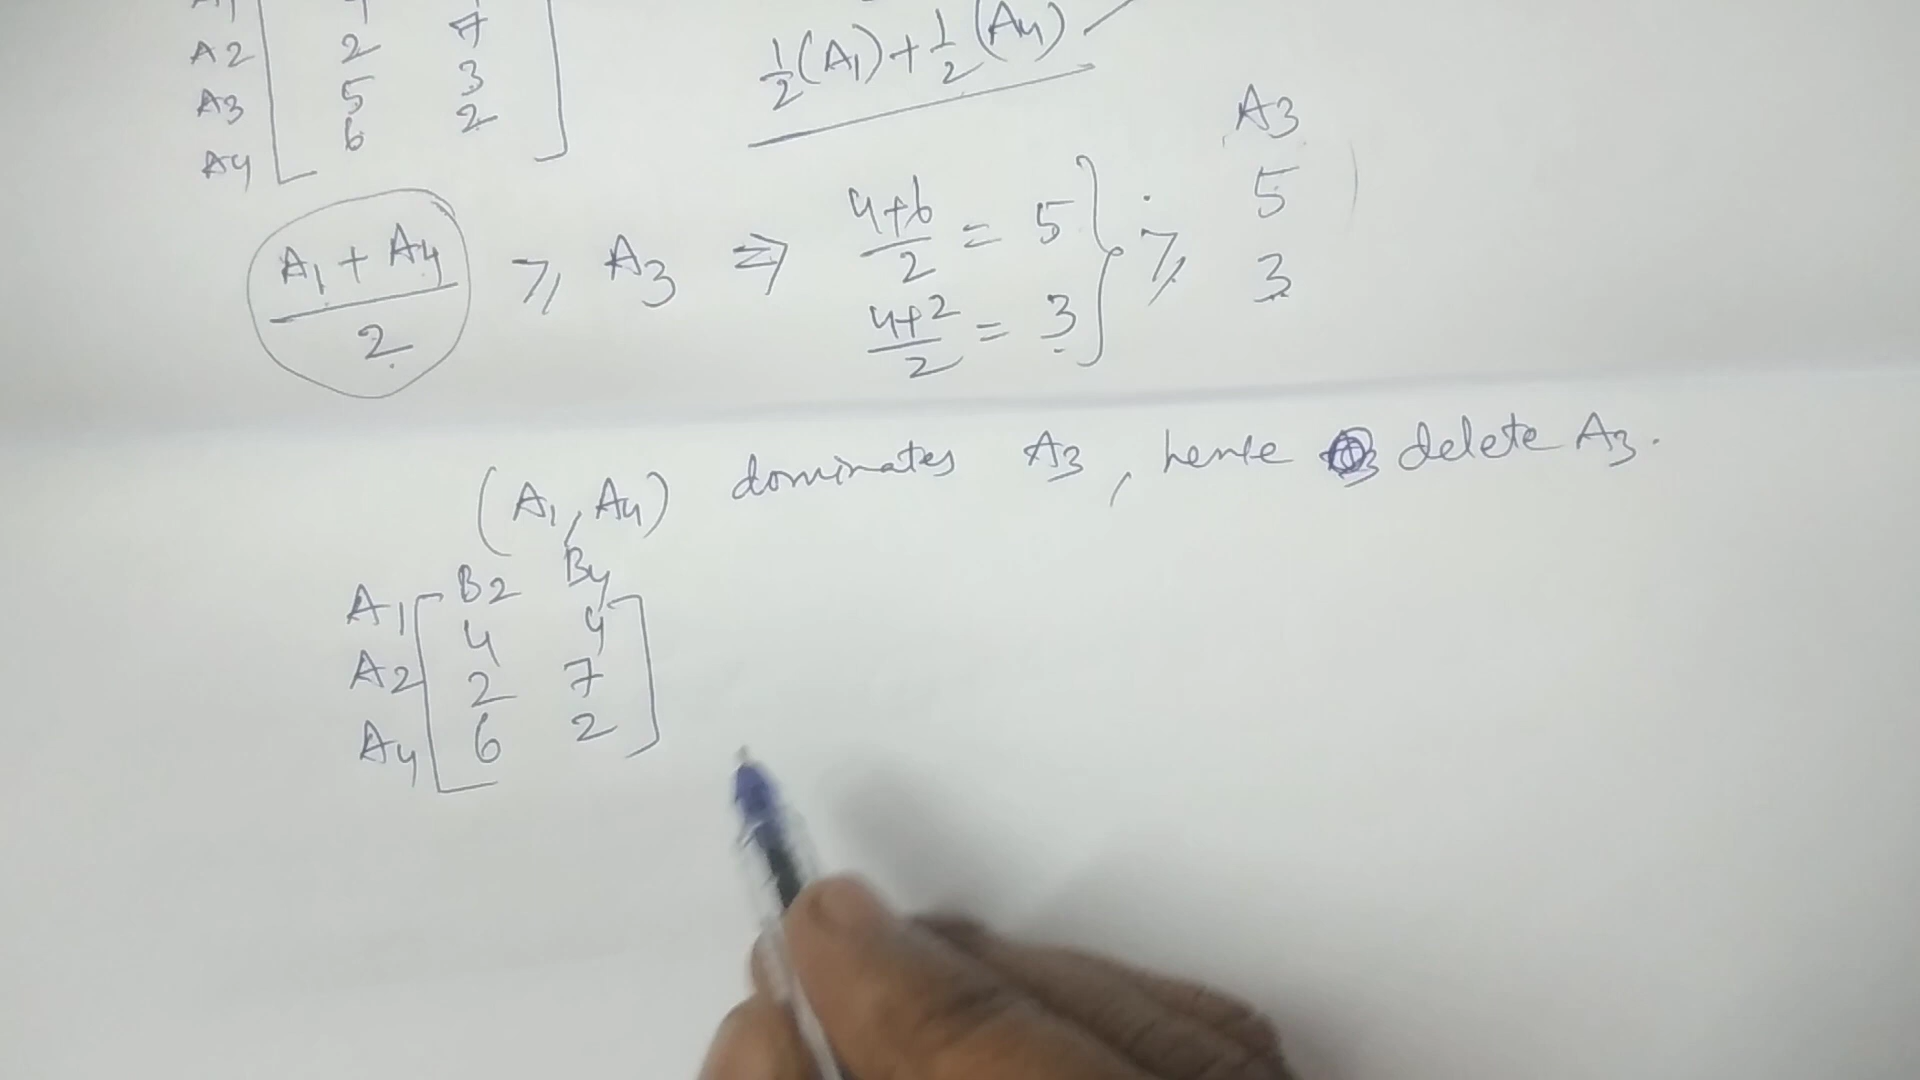 A2 2 7
½(A1) + ½(A4)
A3 5 3
A4 6 2
A3
(A1 + A4)/2 ⩾ A3 ⇒ (4+6)/2 = 5 } ⩾ 5
(4+2)/2 = 3 3
(A1, A4) dominates A3, hence delete A3.
B2 B4
A1 4 4
A2 2 7
A4 6 2